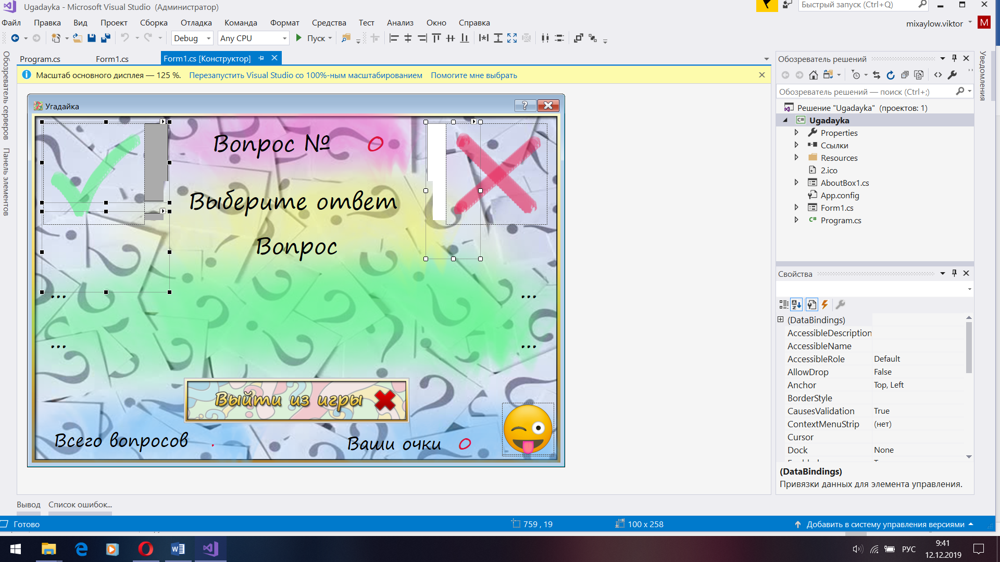 Ugadayka - Microsoft Visual Studio (Администратор)
Быстрый запуск (Ctrl+Q)
Файл Правка Вид Проект Сборка Отладка Команда Формат Средства Тест Анализ Окно Справка
mixaylow.viktor M
Debug Any CPU Пуск
Program.cs Form1.cs Form1.cs [Конструктор]
Масштаб основного дисплея — 125 %. Перезапустить Visual Studio со 100%-ным масштабированием Помогите мне выбрать
Обозреватель серверов
Панель элементов
Угадайка
Вопрос № 0
Выберите ответ
Вопрос
... ...
... ...
Выйти из игры
Всего вопросов .
Ваши очки 0
Обозреватель решений
Обозреватель решений — поиск (Ctrl+;)
Решение "Ugadayka" (проектов: 1)
Ugadayka
Properties
Ссылки
Resources
2.ico
AboutBox1.cs
App.config
Form1.cs
Program.cs
Уведомления
Свойства
(DataBindings)
AccessibleDescription
AccessibleName
AccessibleRole Default
AllowDrop False
Anchor Top, Left
BorderStyle
CausesValidation True
ContextMenuStrip (нет)
Cursor
Dock None
(DataBindings)
Привязки данных для элемента управления.
Вывод Список ошибок...
Готово
759 , 19
100 x 258
Добавить в систему управления версиями
РУС
9:41
12.12.2019